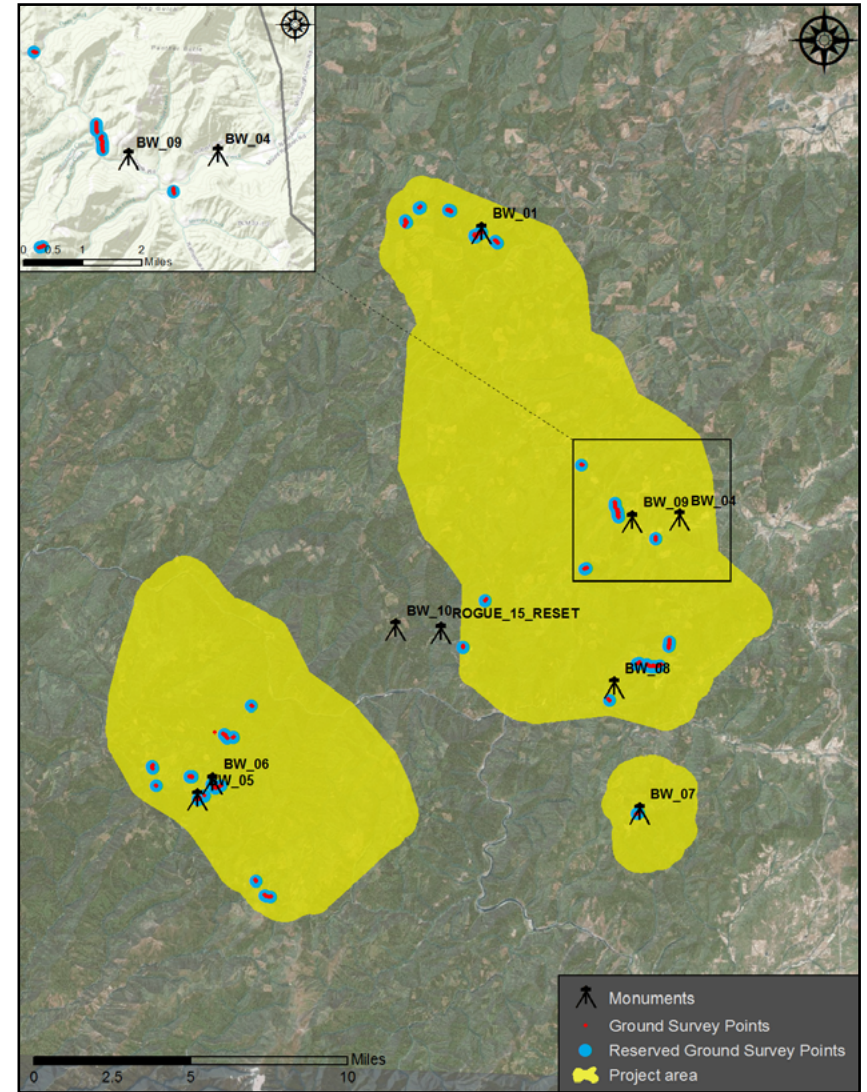 BW_09
BW_04
0 0.5 1 2
Miles
BW_01
BW_09
BW_04
BW_10
ROGUE_15_RESET
BW_08
BW_06
BW_05
BW_07
Monuments
Ground Survey Points
Reserved Ground Survey Points
Project area
0 2.5 5 10
Miles